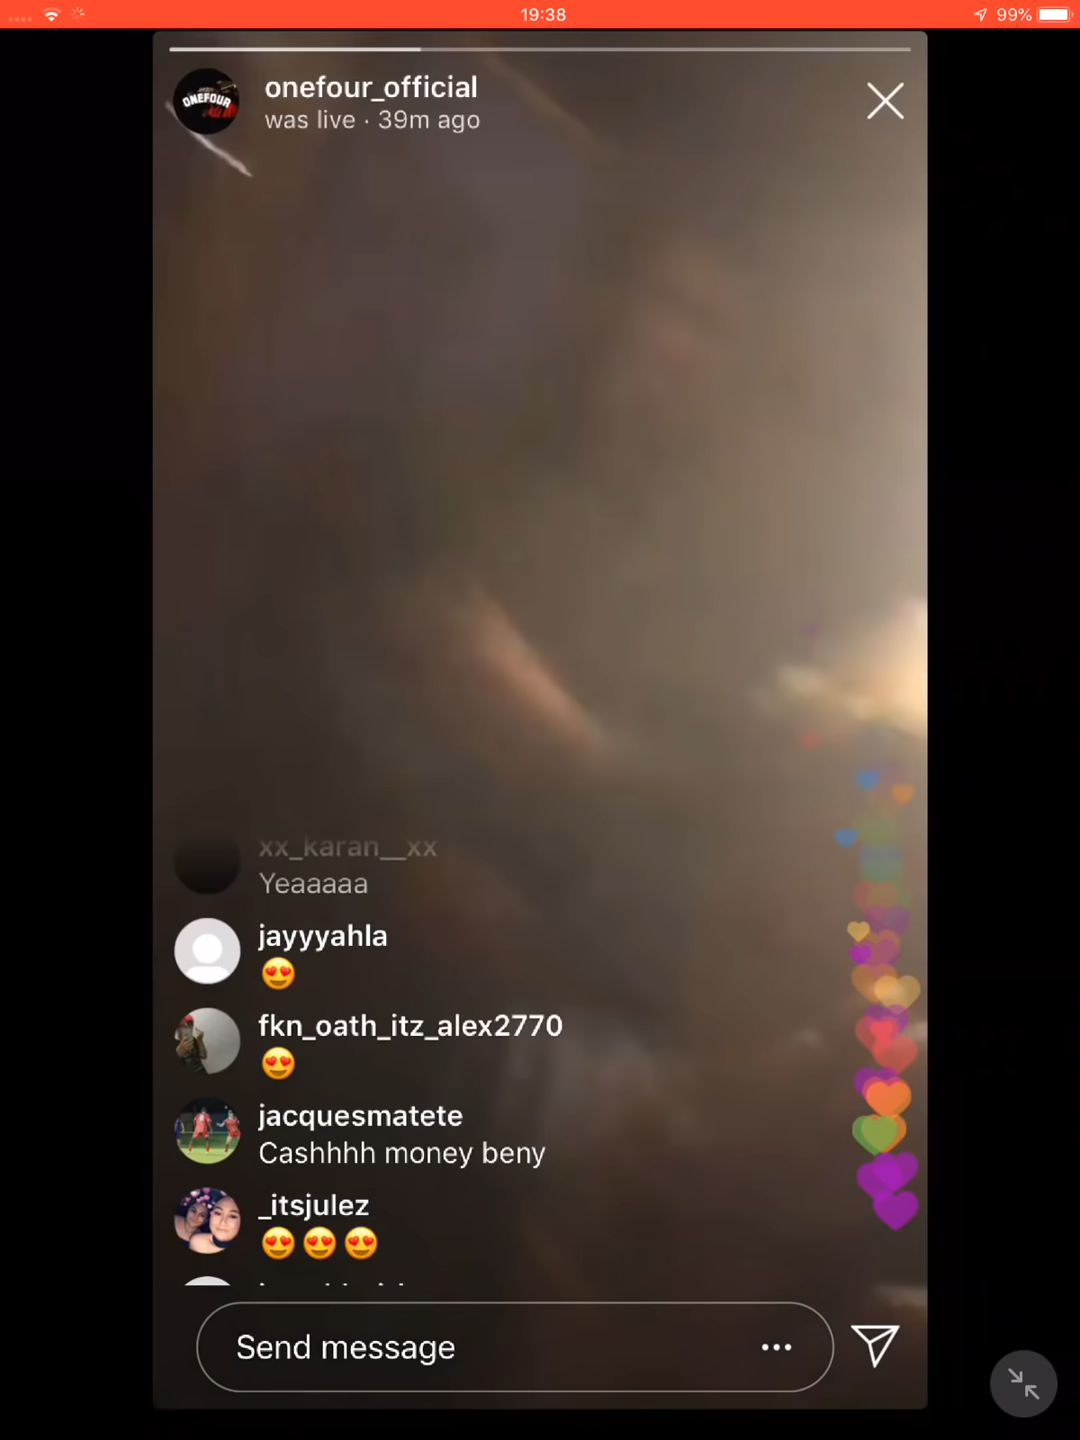 19:38
99%
onefour_official
ONEFOUR
was live · 39m ago
xx_karan__xx
Yeaaaaa
jayyyahla
😍
fkn_oath_itz_alex2770
😍
jacquesmatete
Cashhhh money beny
_itsjulez
😍😍😍
Send message